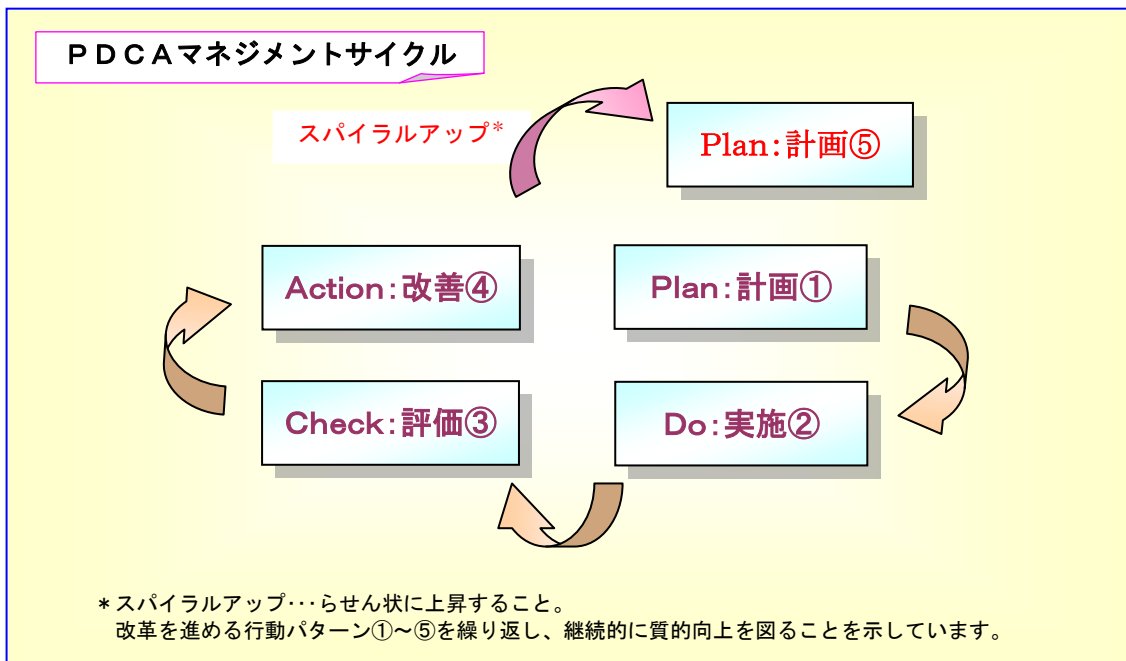 ＰＤＣＡマネジメントサイクル
スパイラルアップ*
Plan：計画⑤
Action：改善④
Plan：計画①
Check：評価③
Do：実施②
＊スパイラルアップ･･･らせん状に上昇すること。
改革を進める行動パターン①～⑤を繰り返し、継続的に質的向上を図ることを示しています。